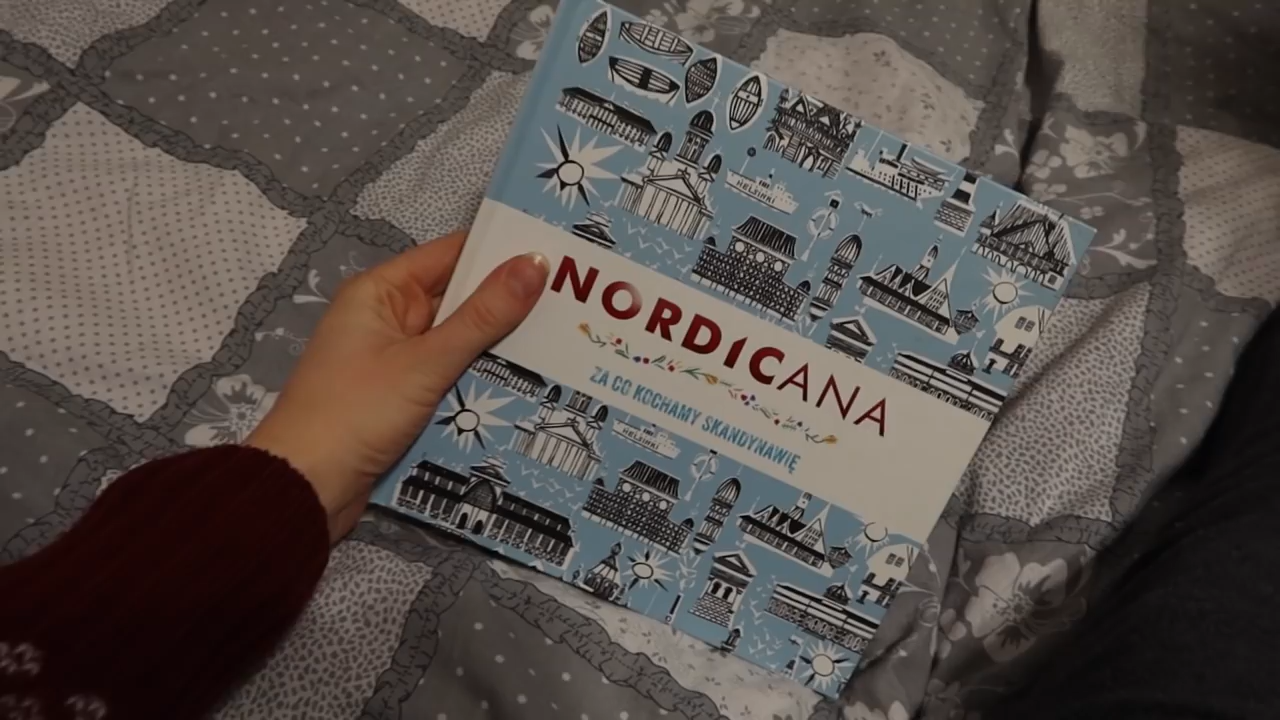 HELSINKI
NORDICANA
ZA CO KOCHAMY SKANDYNAWIĘ
HELSINKI